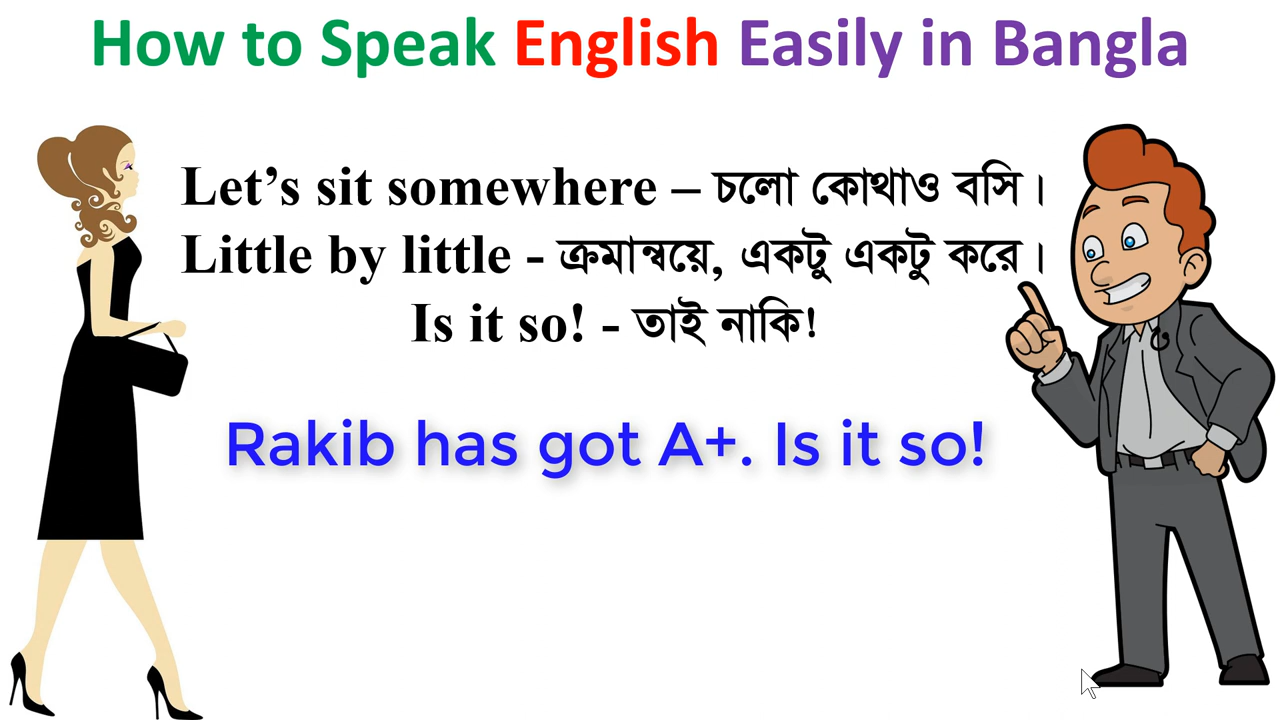 How to Speak English Easily in Bangla
Let’s sit somewhere – চলো কোথাও বসি।
Little by little - ক্রমান্বয়ে, একটু একটু করে।
Is it so! - তাই নাকি!
Rakib has got A+. Is it so!